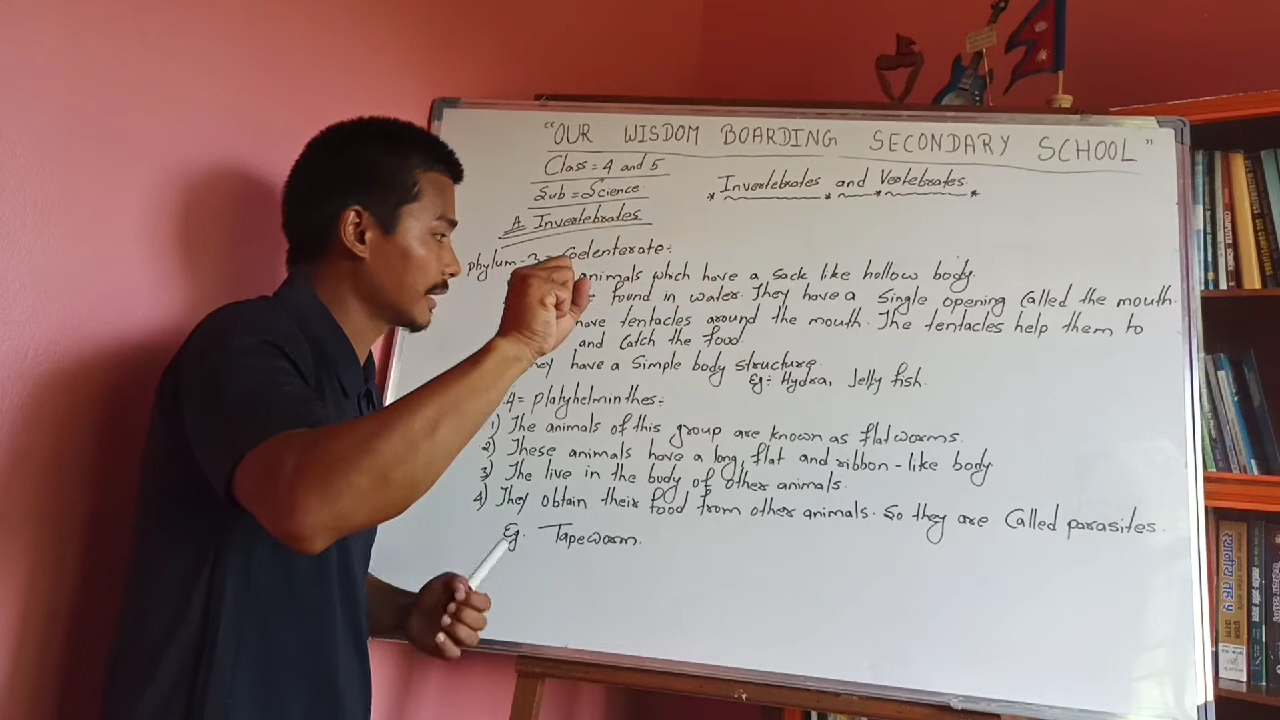 "OUR WISDOM BOARDING SECONDARY SCHOOL"
Class = 4 and 5
Sub = Science
* Invertebrates and Vertebrates *
A Invertebrates
phylum - 3 = Coelenterate :-
animals which have a sack like hollow body.
found in water. They have a single opening called the mouth.
have tentacles around the mouth. The tentacles help them to
and catch the food.
They have a simple body structure.
Eg:- Hydra, Jelly fish.
4 = Platyhelminthes :-
1) The animals of this group are known as flatworms.
2) These animals have a long, flat and ribbon-like body
3) The live in the body of other animals.
4) They obtain their food from other animals. So they are called parasites.
Eg. Tapeworm.